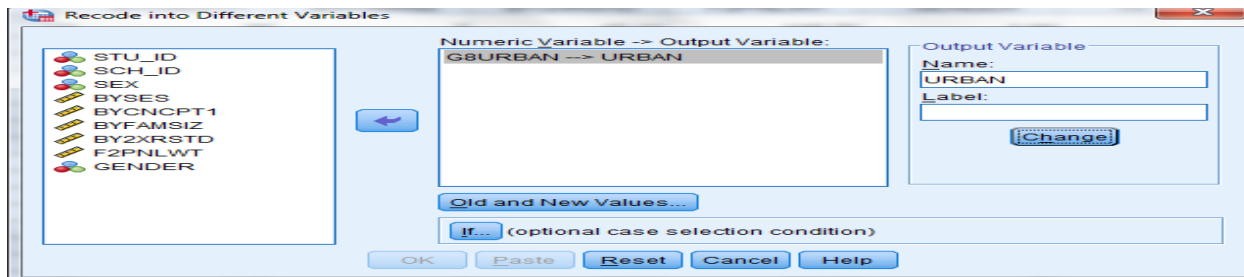 Recode into Different Variables
STU_ID
SCH_ID
SEX
BYSES
BYCNCPT1
BYFAMSIZ
BY2XRSTD
F2PNLWT
GENDER
Numeric Variable -> Output Variable:
G8URBAN --> URBAN
Output Variable
Name:
URBAN
Label:
Change
Old and New Values...
If... (optional case selection condition)
OK Paste Reset Cancel Help